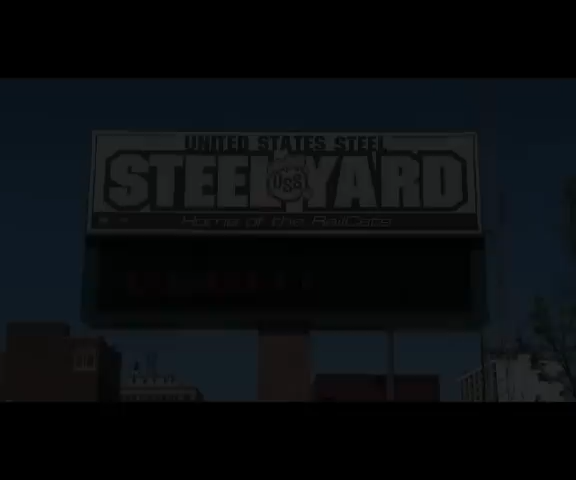 UNITED STATES STEEL
STEEL USS YARD
Home of the RailCats